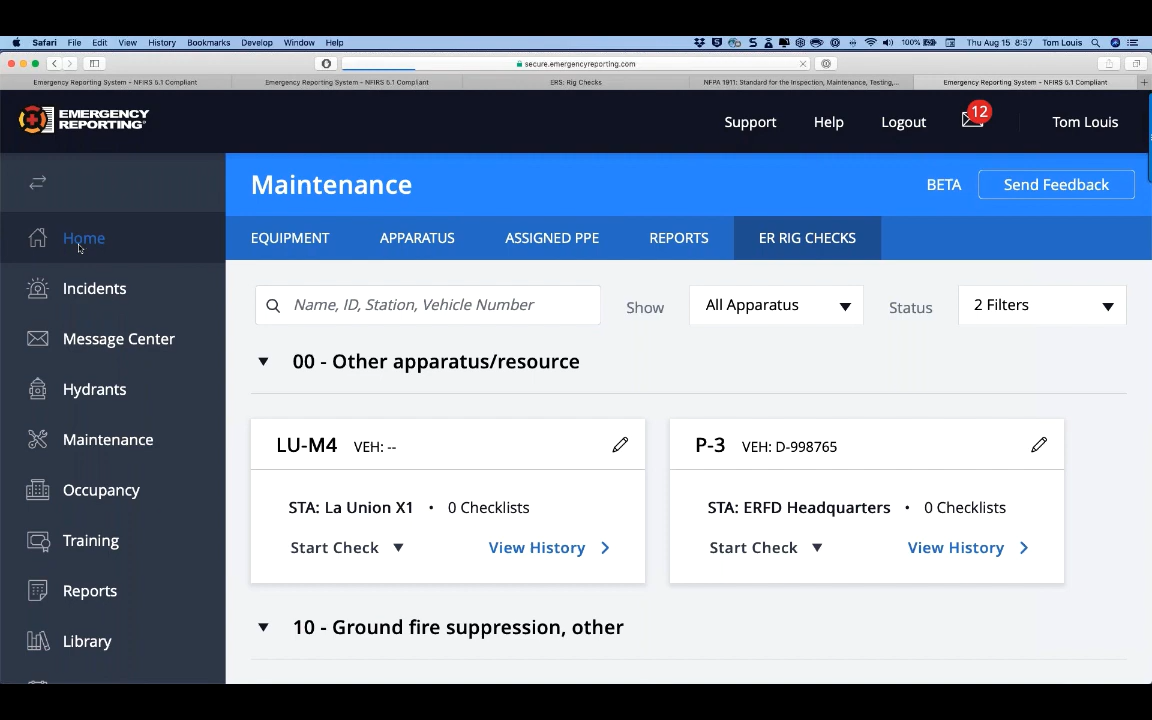 Safari File Edit View History Bookmarks Develop Window Help 100% Thu Aug 15 8:57 Tom Louis
secure.emergencyreporting.com
Emergency Reporting System - NFIRS 5.1 Compliant Emergency Reporting System - NFIRS 5.1 Compliant ERS: Rig Checks NFPA 1911: Standard for the Inspection, Maintenance, Testing,... Emergency Reporting System - NFIRS 5.1 Compliant
EMERGENCY
REPORTING
Support Help Logout 12 Tom Louis
Maintenance BETA Send Feedback
EQUIPMENT APPARATUS ASSIGNED PPE REPORTS ER RIG CHECKS
Home
Incidents
Message Center
Hydrants
Maintenance
Occupancy
Training
Reports
Library
Name, ID, Station, Vehicle Number Show All Apparatus Status 2 Filters
00 - Other apparatus/resource
LU-M4 VEH: --
STA: La Union X1 • 0 Checklists
Start Check View History
P-3 VEH: D-998765
STA: ERFD Headquarters • 0 Checklists
Start Check View History
10 - Ground fire suppression, other